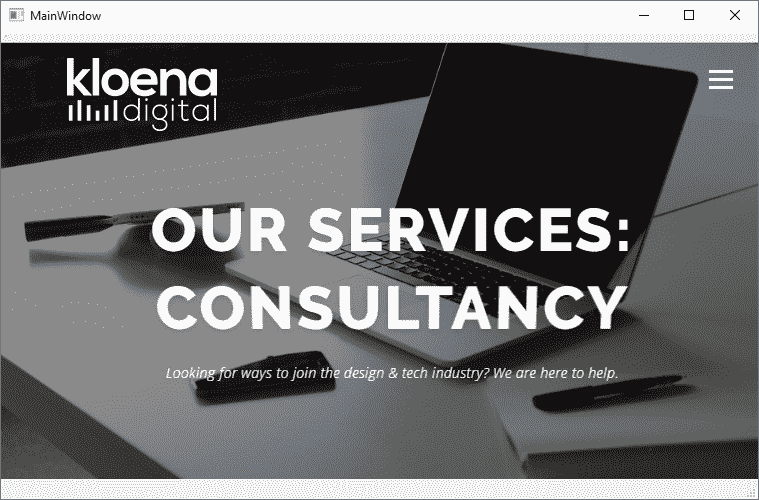 MainWindow
kloena
digital
OUR SERVICES:
CONSULTANCY
Looking for ways to join the design & tech industry? We are here to help.